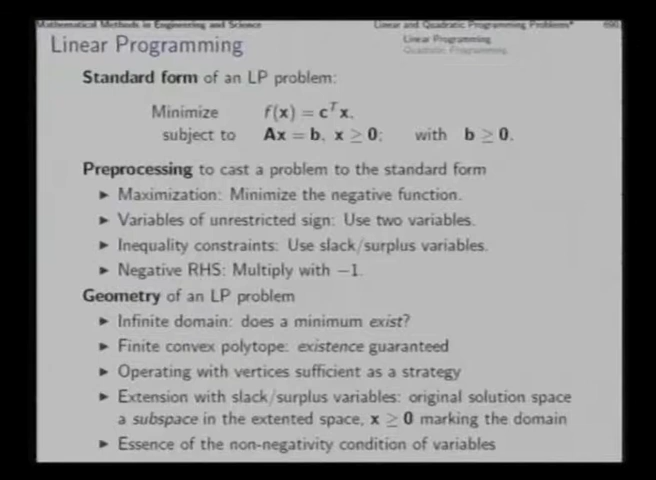 Mathematical Methods in Engineering and Science
Linear and Quadratic Programming Problems*
Linear Programming
Linear Programming
Quadratic Programming
Standard form of an LP problem:
Minimize f(x) = cᵀx,
subject to Ax = b, x ≥ 0; with b ≥ 0.
Preprocessing to cast a problem to the standard form
► Maximization: Minimize the negative function.
► Variables of unrestricted sign: Use two variables.
► Inequality constraints: Use slack/surplus variables.
► Negative RHS: Multiply with −1.
Geometry of an LP problem
► Infinite domain: does a minimum exist?
► Finite convex polytope: existence guaranteed
► Operating with vertices sufficient as a strategy
► Extension with slack/surplus variables: original solution space
a subspace in the extented space, x ≥ 0 marking the domain
► Essence of the non-negativity condition of variables